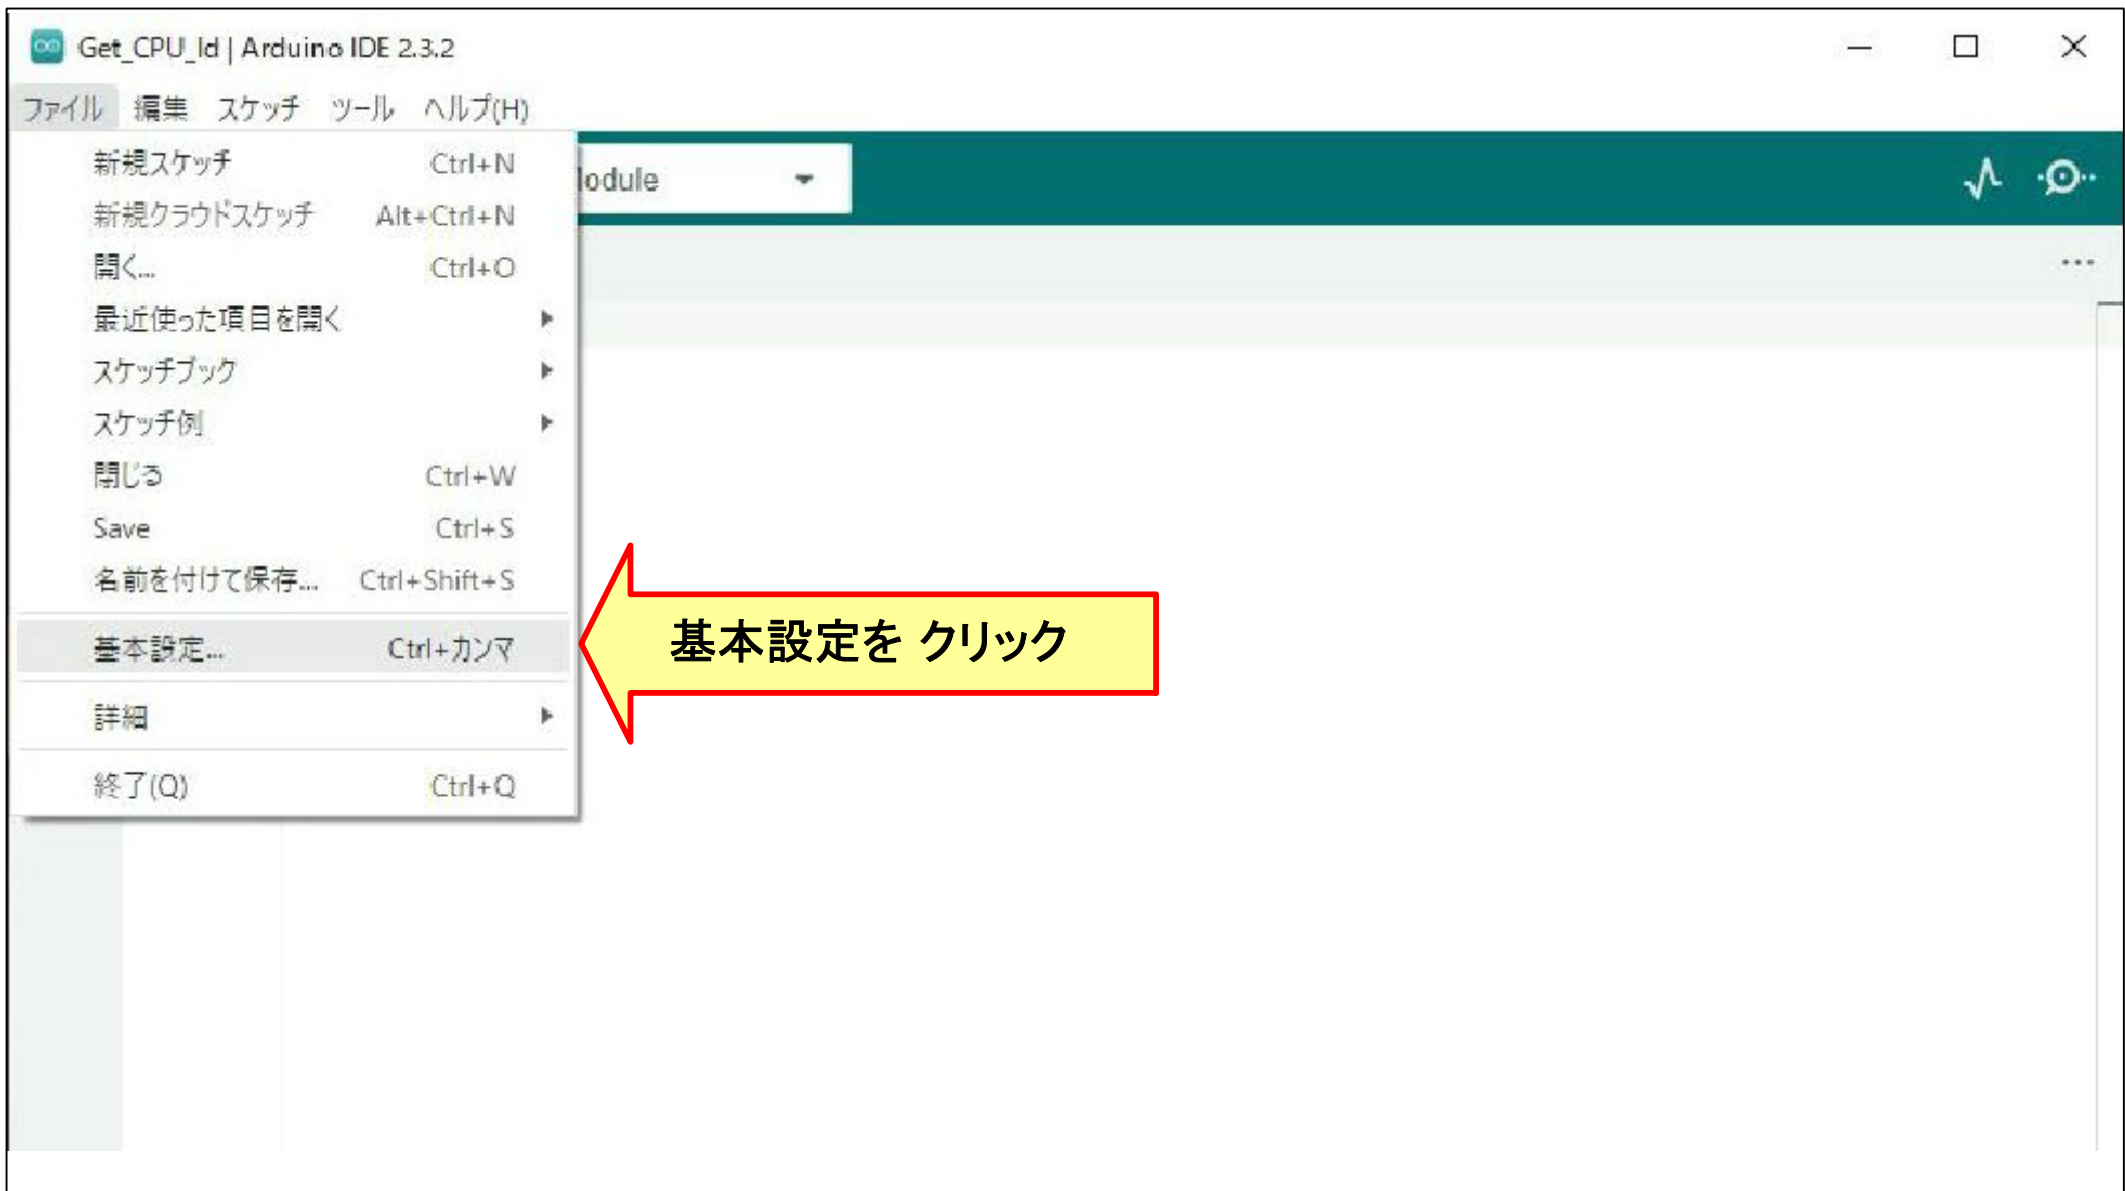 Get_CPU_Id | Arduino IDE 2.3.2
ファイル 編集 スケッチ ツール ヘルプ(H)
新規スケッチ Ctrl+N
新規クラウドスケッチ Alt+Ctrl+N
開く... Ctrl+O
最近使った項目を開く
スケッチブック
スケッチ例
閉じる Ctrl+W
Save Ctrl+S
名前を付けて保存... Ctrl+Shift+S
基本設定... Ctrl+カンマ
詳細
終了(Q) Ctrl+Q
odule
基本設定を クリック